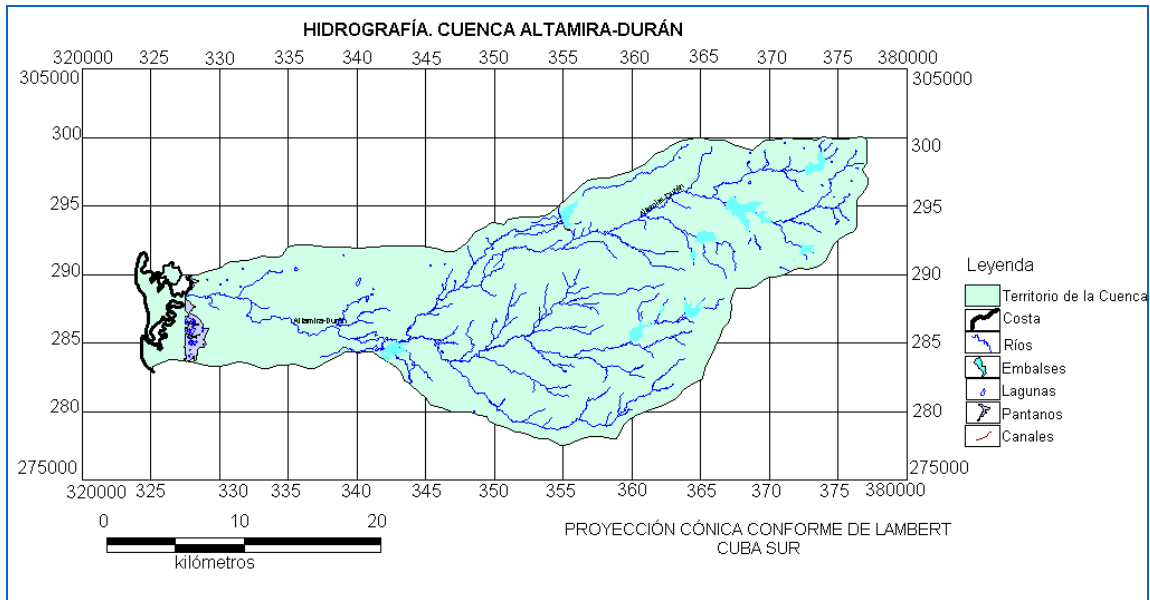 HIDROGRAFÍA. CUENCA ALTAMIRA-DURÁN
320000 325 330 335 340 345 350 355 360 365 370 375 380000
305000 305000
300 300
295 295
290 290
285 285
280 280
275000 275000
320000 325 330 335 340 345 350 355 360 365 370 375 380000
Altamira-Durán
Altamira-Durán
Leyenda
Territorio de la Cuenca
Costa
Ríos
Embalses
Lagunas
Pantanos
Canales
0 10 20
kilómetros
PROYECCIÓN CÓNICA CONFORME DE LAMBERT
CUBA SUR